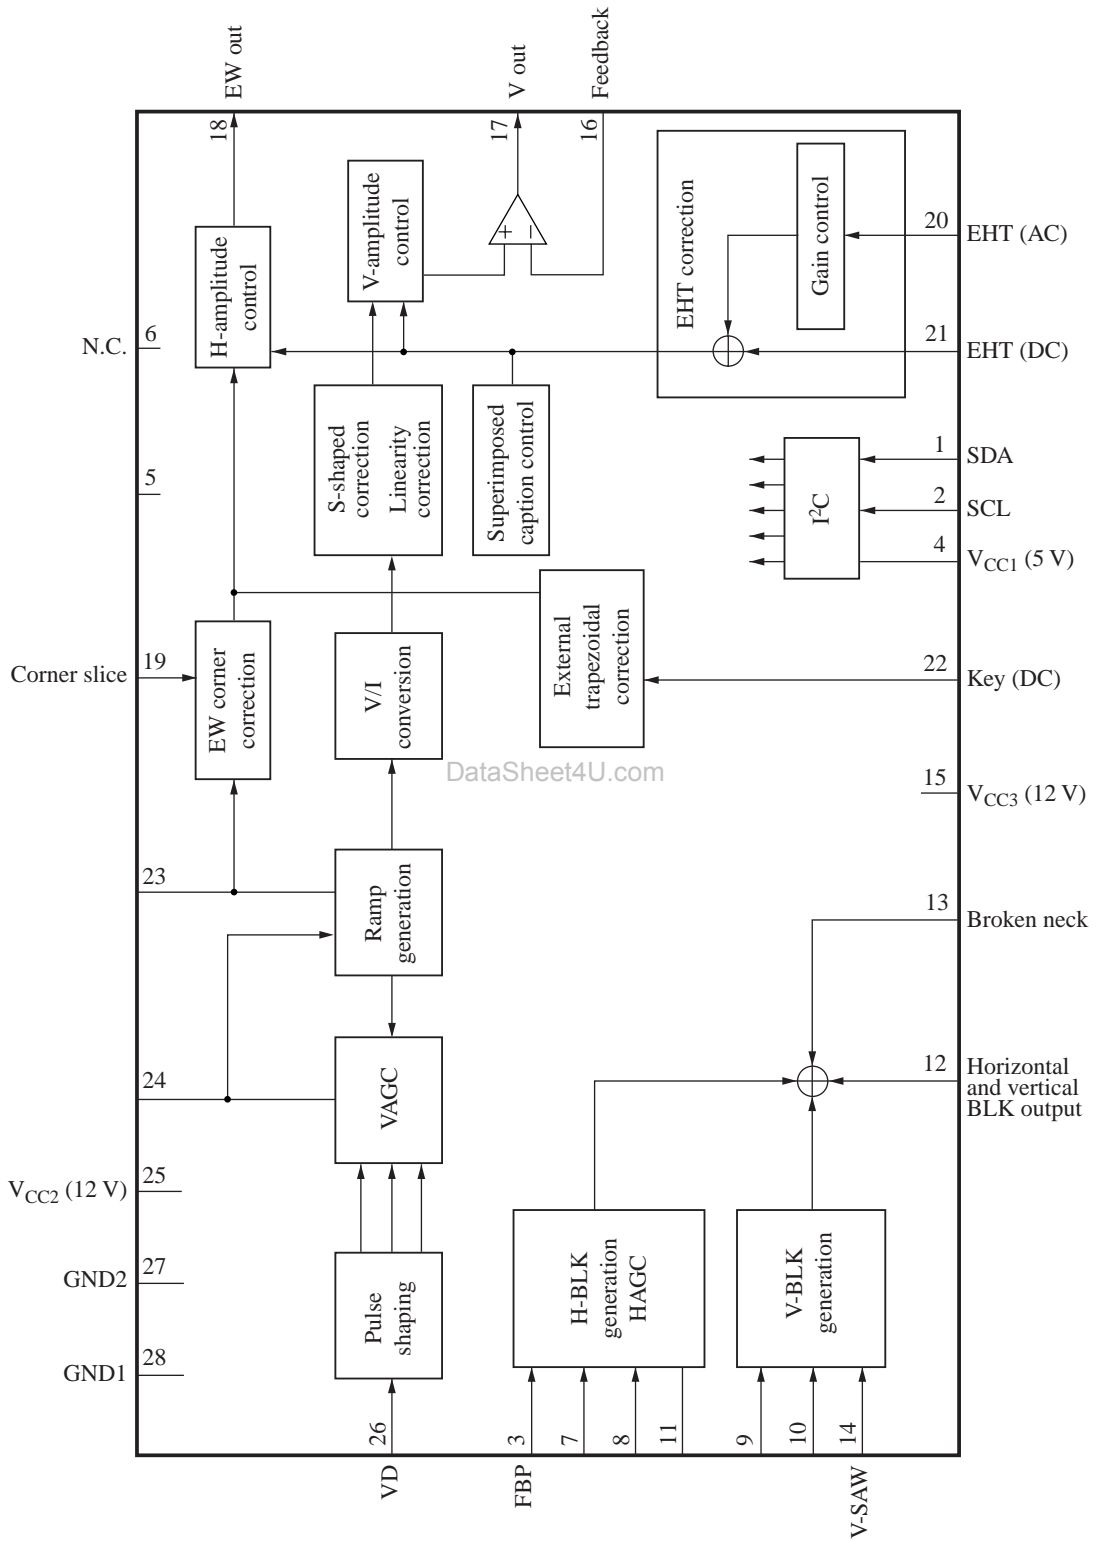 EW out
V out
Feedback
18
17
16
H-amplitude
control
V-amplitude
control
+
−
EHT correction
Gain control
20
EHT (AC)
21
EHT (DC)
N.C.
6
5
S-shaped
correction
Linearity
correction
Superimposed
caption control
I²C
1
SDA
2
SCL
4
VCC1 (5 V)
Corner slice
19
EW corner
correction
V/I
conversion
External
trapezoidal
correction
22
Key (DC)
DataSheet4U.com
15
VCC3 (12 V)
23
Ramp
generation
13
Broken neck
24
VAGC
12
Horizontal
and vertical
BLK output
VCC2 (12 V)
25
GND2
27
GND1
28
Pulse
shaping
H-BLK
generation
HAGC
V-BLK
generation
26
3
7
8
11
9
10
14
VD
FBP
V-SAW